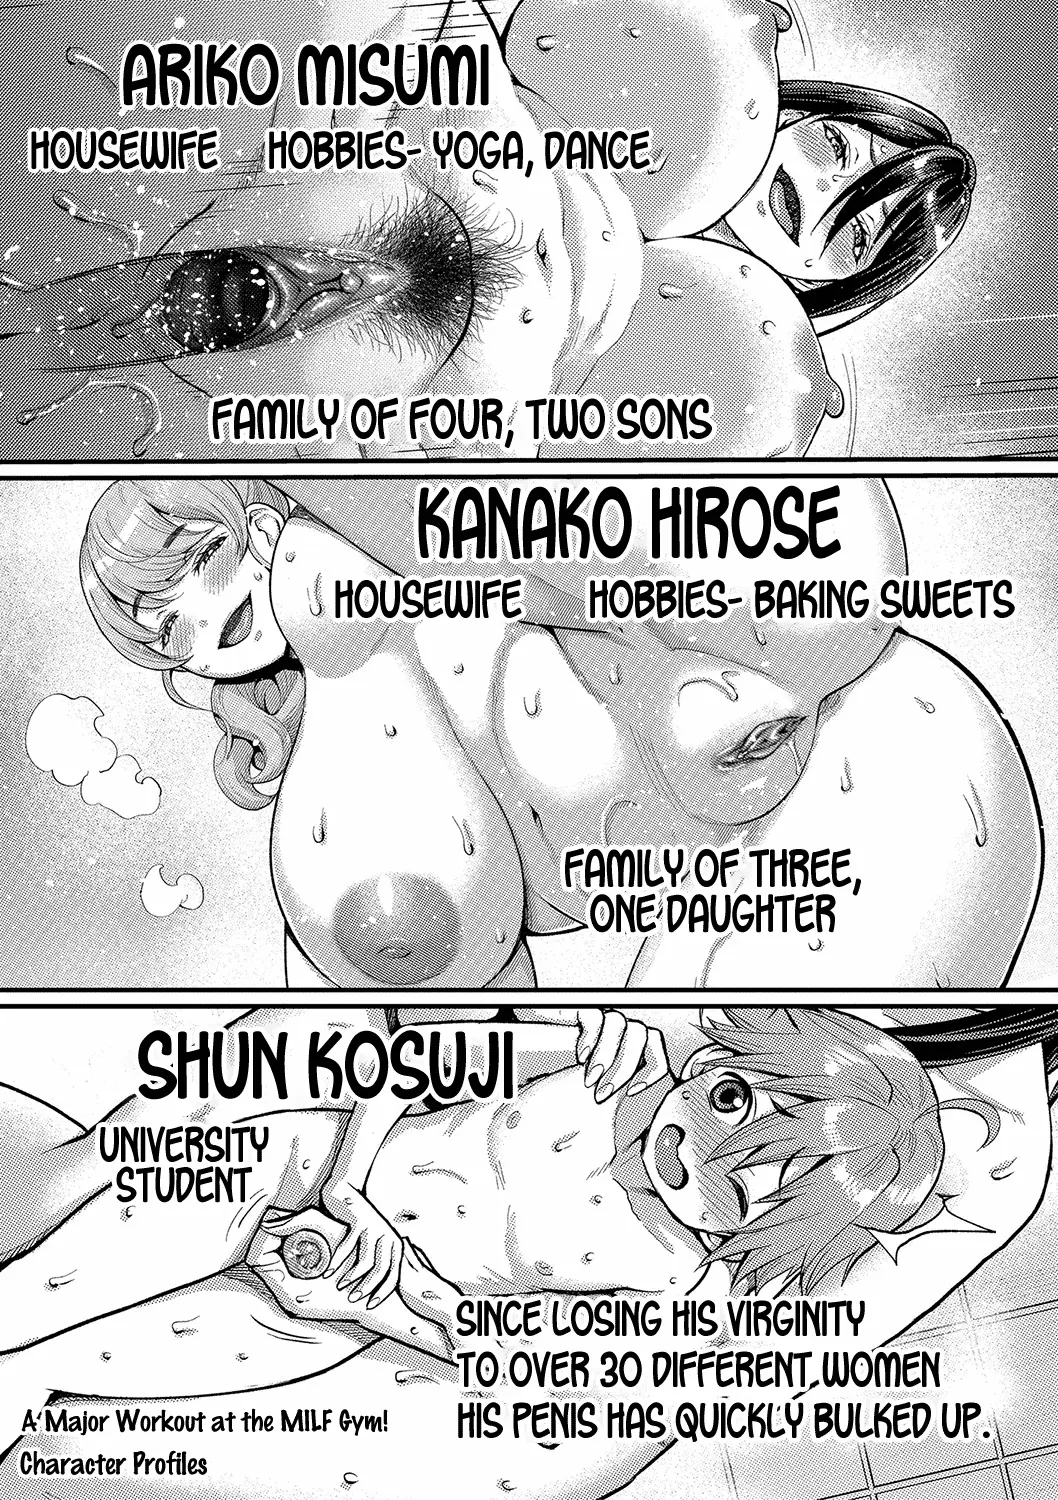 ARIKO MISUMI
HOUSEWIFE HOBBIES- YOGA, DANCE
FAMILY OF FOUR, TWO SONS
KANAKO HIROSE
HOUSEWIFE HOBBIES- BAKING SWEETS
FAMILY OF THREE,
ONE DAUGHTER
SHUN KOSUJI
UNIVERSITY
STUDENT
SINCE LOSING HIS VIRGINITY
TO OVER 30 DIFFERENT WOMEN
HIS PENIS HAS QUICKLY BULKED UP.
A Major Workout at the MILF Gym!
Character Profiles